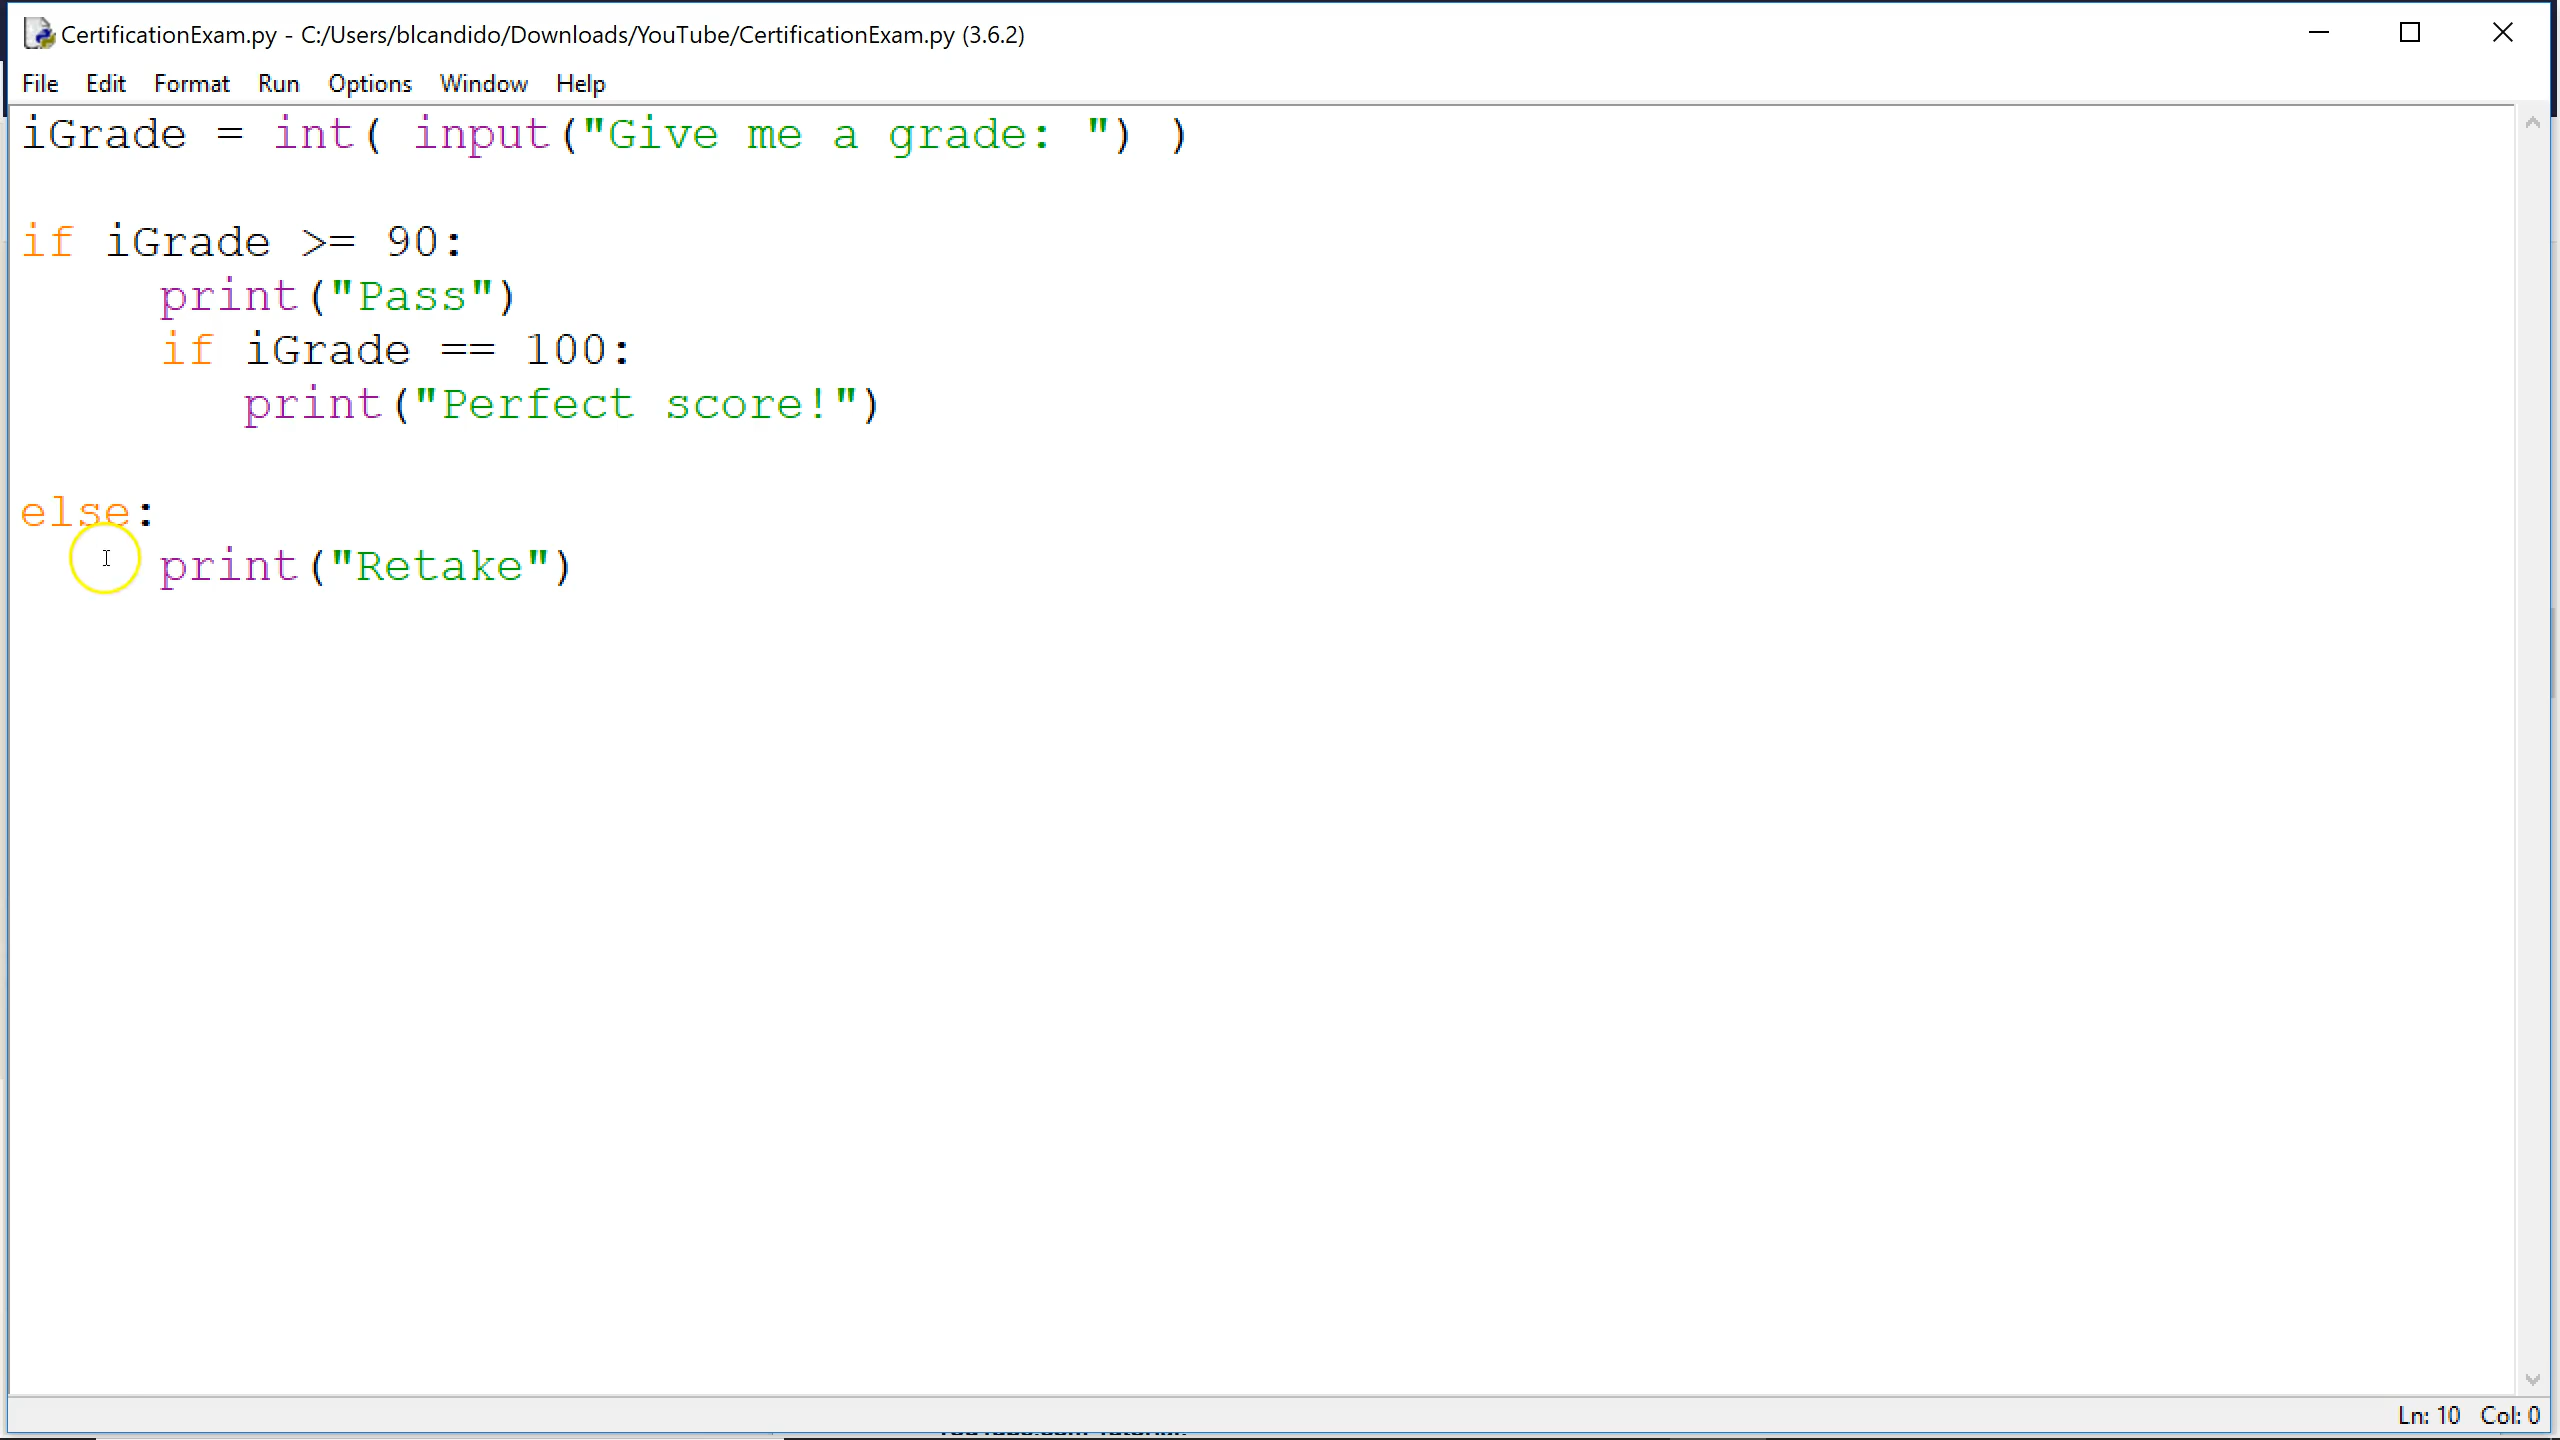 CertificationExam.py - C:/Users/blcandido/Downloads/YouTube/CertificationExam.py (3.6.2)
File Edit Format Run Options Window Help
iGrade = int( input("Give me a grade: ") )
if iGrade >= 90:
     print("Pass")
     if iGrade == 100:
        print("Perfect score!")
else:
     print("Retake")
Ln: 10 Col: 0